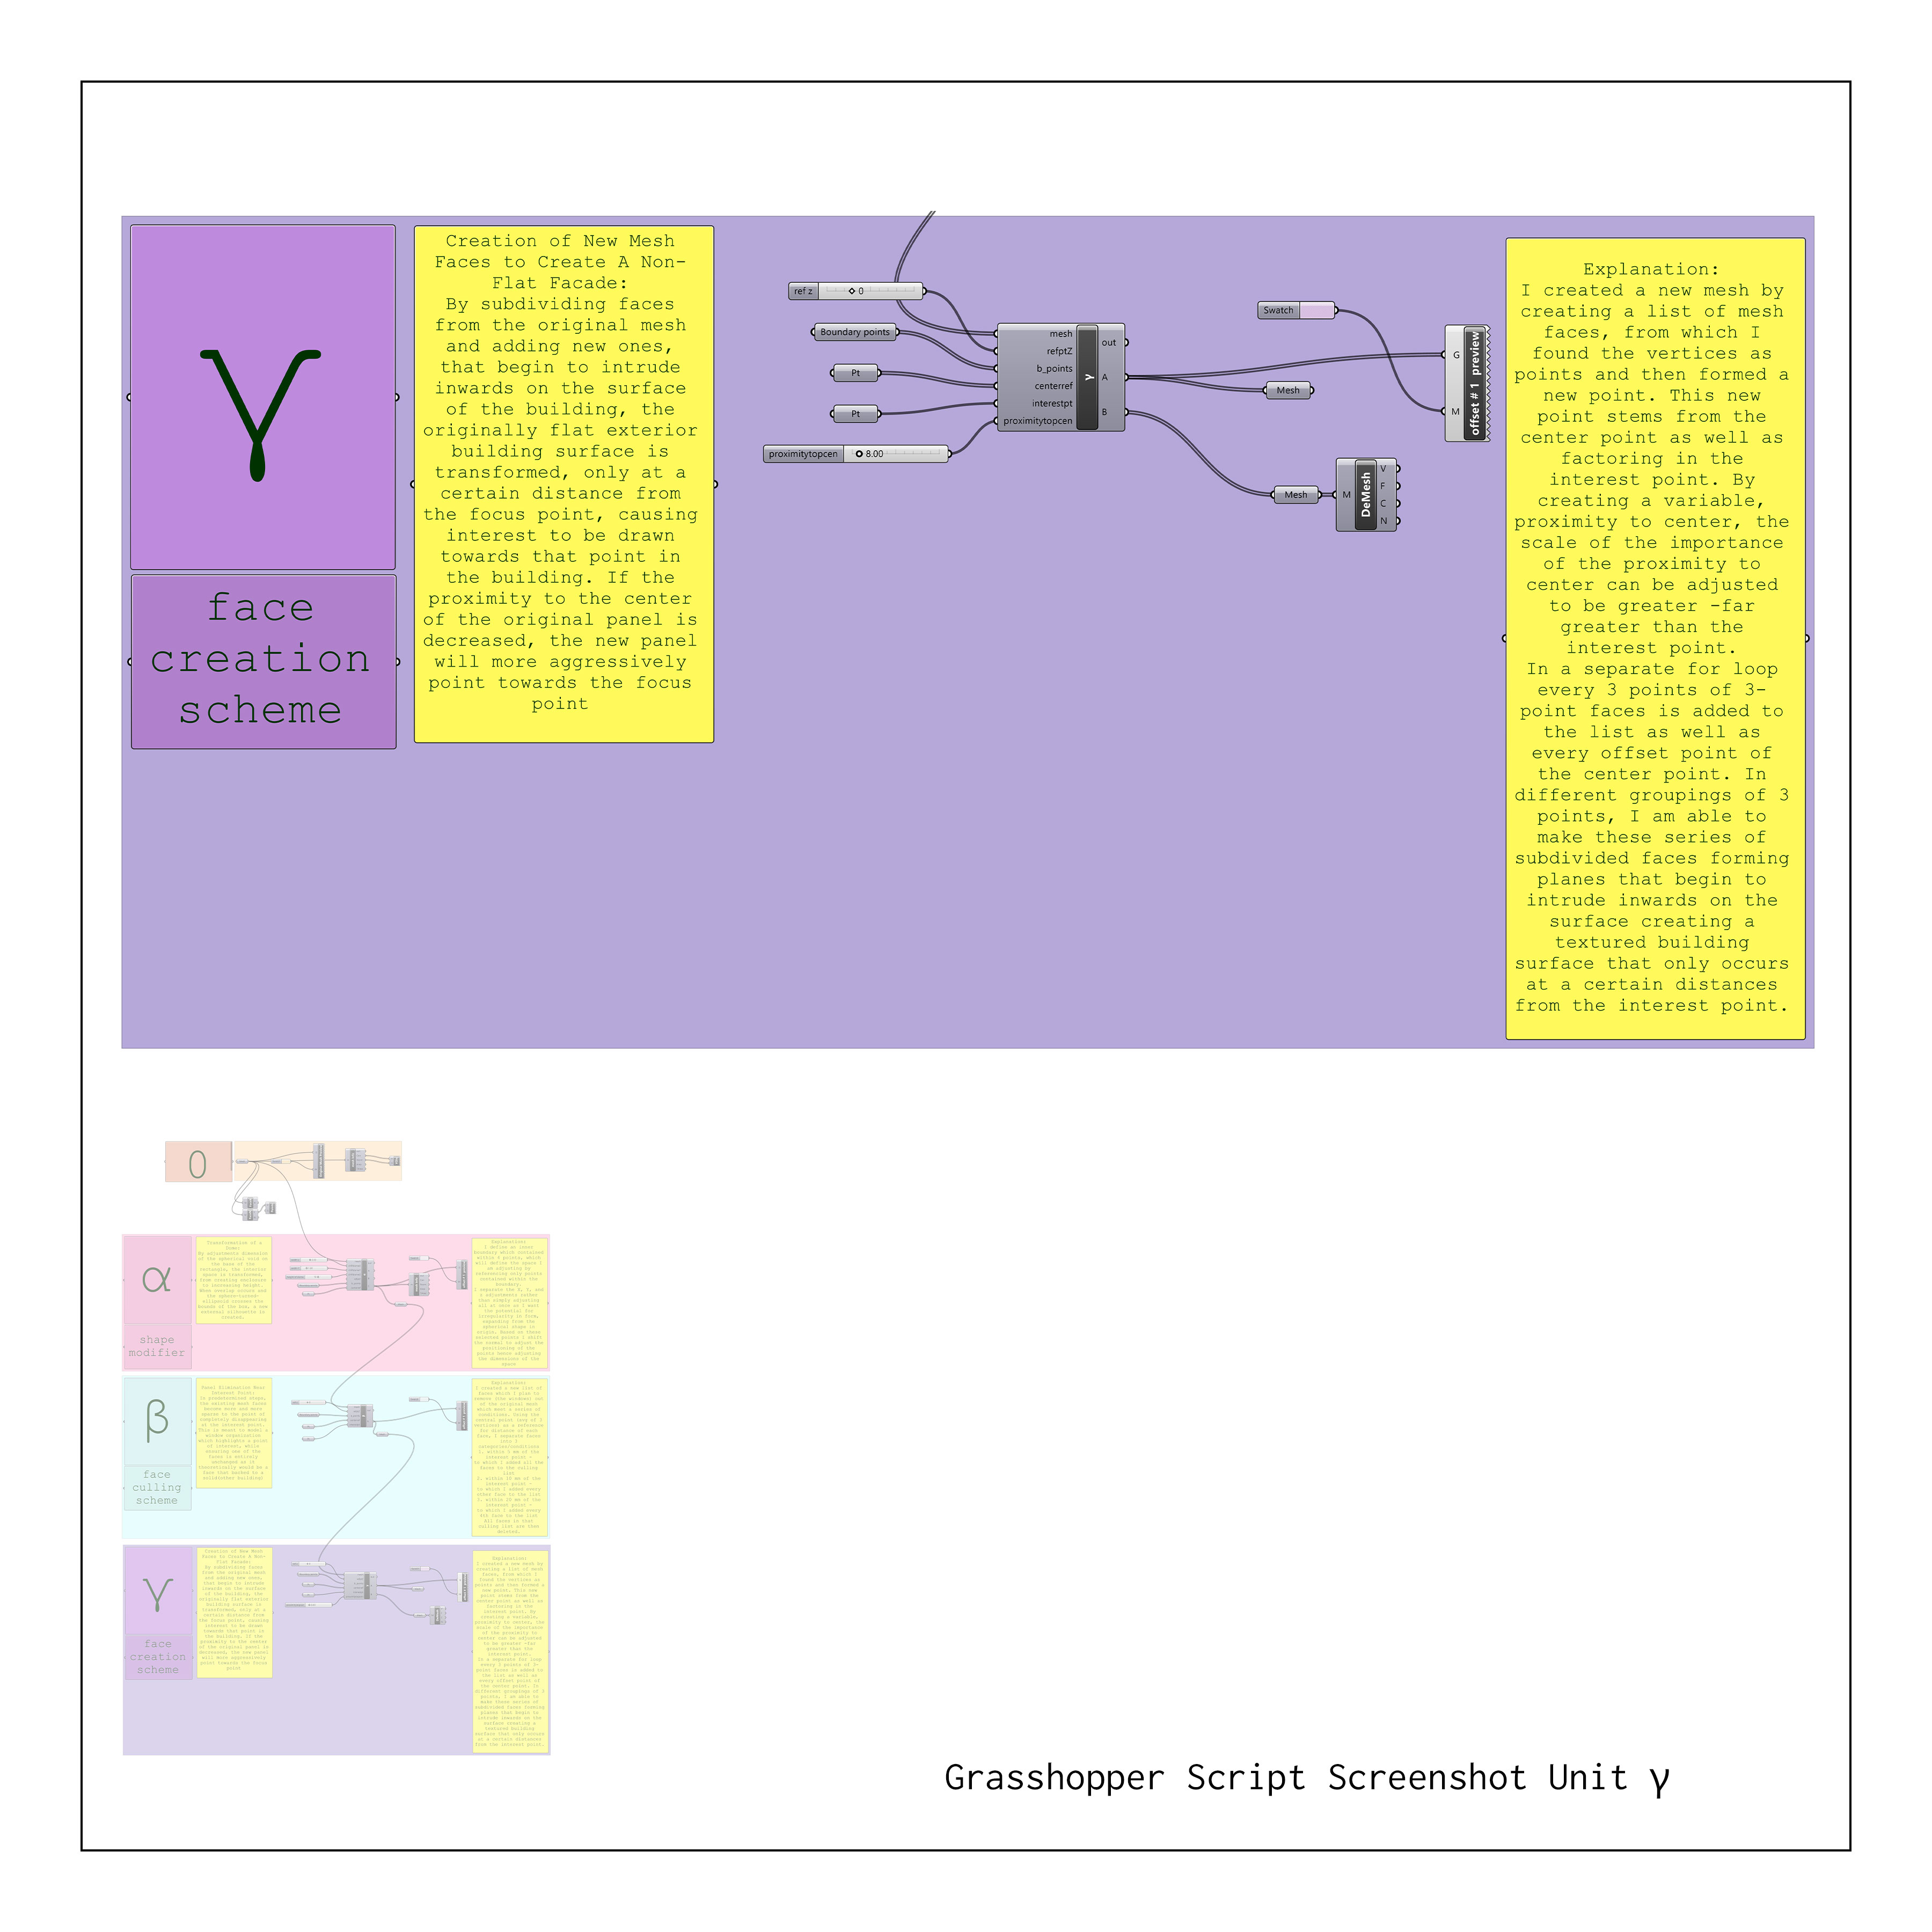 γ
face
creation
scheme
Creation of New Mesh
Faces to Create A Non-
Flat Facade:
By subdividing faces
from the original mesh
and adding new ones,
that begin to intrude
inwards on the surface
of the building, the
originally flat exterior
building surface is
transformed, only at a
certain distance from
the focus point, causing
interest to be drawn
towards that point in
the building. If the
proximity to the center
of the original panel is
decreased, the new panel
will more aggressively
point towards the focus
point
ref z 0
Boundary points
Pt
Pt
proximitytopcen 8.00
mesh
refptZ
b_points
centerref
interestpt
proximitytopcen
γ
out
A
B
Swatch
Mesh
Mesh
M
DeMesh
V
F
C
N
G
M
offset # 1 preview
Explanation:
I created a new mesh by
creating a list of mesh
faces, from which I
found the vertices as
points and then formed a
new point. This new
point stems from the
center point as well as
factoring in the
interest point. By
creating a variable,
proximity to center, the
scale of the importance
of the proximity to
center can be adjusted
to be greater -far
greater than the
interest point.
In a separate for loop
every 3 points of 3-
point faces is added to
the list as well as
every offset point of
the center point. In
different groupings of 3
points, I am able to
make these series of
subdivided faces forming
planes that begin to
intrude inwards on the
surface creating a
textured building
surface that only occurs
at a certain distances
from the interest point.
0
α
shape
modifier
β
face
culling
scheme
γ
face
creation
scheme
Grasshopper Script Screenshot Unit γ